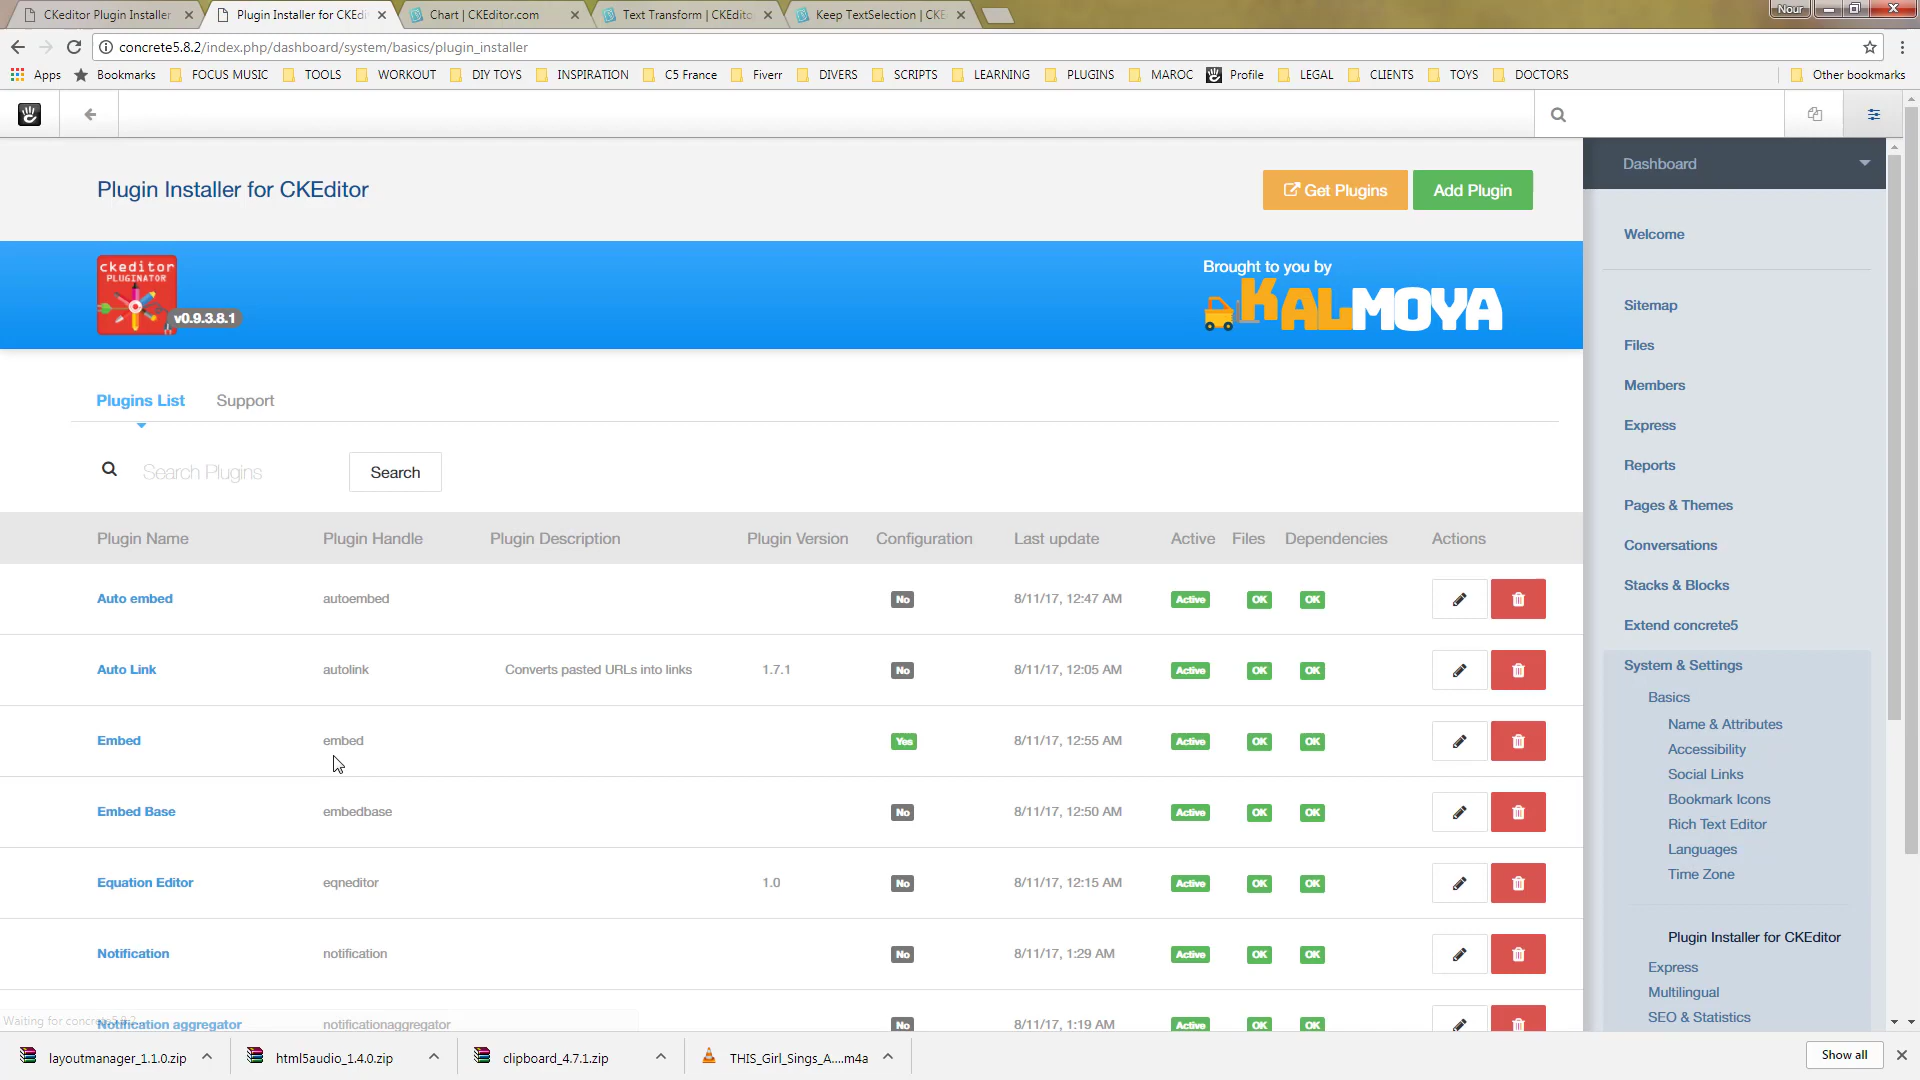 CKeditor Plugin Installer
Plugin Installer for CKEdi
Chart | CKEditor.com
Text Transform | CKEdito
Keep TextSelection | CKE
Nour
concrete5.8.2/index.php/dashboard/system/basics/plugin_installer
Apps
Bookmarks
FOCUS MUSIC
TOOLS
WORKOUT
DIY TOYS
INSPIRATION
C5 France
Fiverr
DIVERS
SCRIPTS
LEARNING
PLUGINS
MAROC
Profile
LEGAL
CLIENTS
TOYS
DOCTORS
Other bookmarks
Plugin Installer for CKEditor
Get Plugins
Add Plugin
ckeditor
PLUGINATOR
v0.9.3.8.1
Brought to you by
KALMOYA
Plugins List
Support
Search Plugins
Search
Plugin Name Plugin Handle Plugin Description Plugin Version Configuration Last update Active Files Dependencies Actions
Auto embed autoembed No 8/11/17, 12:47 AM Active OK OK
Auto Link autolink Converts pasted URLs into links 1.7.1 No 8/11/17, 12:05 AM Active OK OK
Embed embed Yes 8/11/17, 12:55 AM Active OK OK
Embed Base embedbase No 8/11/17, 12:50 AM Active OK OK
Equation Editor eqneditor 1.0 No 8/11/17, 12:15 AM Active OK OK
Notification notification No 8/11/17, 1:29 AM Active OK OK
Notification aggregator notificationaggregator No 8/11/17, 1:19 AM Active OK OK
Dashboard
Welcome
Sitemap
Files
Members
Express
Reports
Pages & Themes
Conversations
Stacks & Blocks
Extend concrete5
System & Settings
Basics
Name & Attributes
Accessibility
Social Links
Bookmark Icons
Rich Text Editor
Languages
Time Zone
Plugin Installer for CKEditor
Express
Multilingual
SEO & Statistics
Waiting for concrete5.8.2...
layoutmanager_1.1.0.zip
html5audio_1.4.0.zip
clipboard_4.7.1.zip
THIS_Girl_Sings_A....m4a
Show all